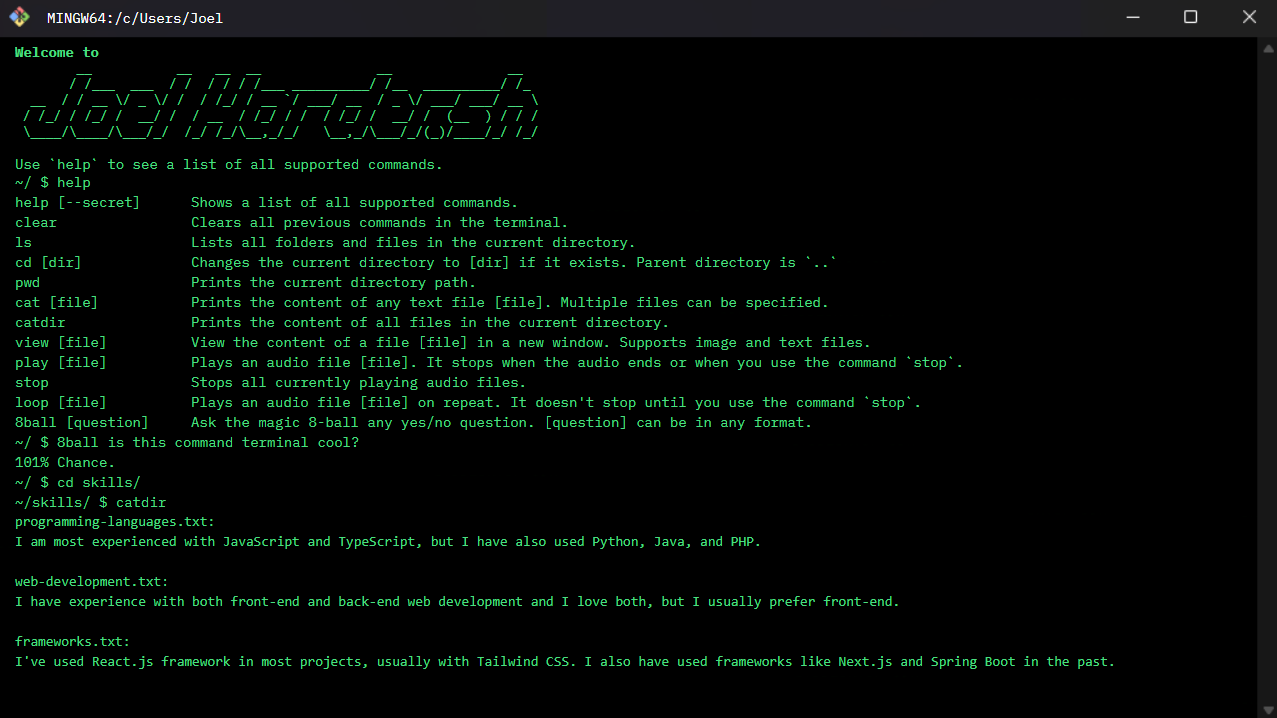 MINGW64:/c/Users/Joel
Welcome to
Joel Harder.sh
Use `help` to see a list of all supported commands.
~/ $ help
help [--secret]      Shows a list of all supported commands.
clear                Clears all previous commands in the terminal.
ls                   Lists all folders and files in the current directory.
cd [dir]             Changes the current directory to [dir] if it exists. Parent directory is `..`
pwd                  Prints the current directory path.
cat [file]           Prints the content of any text file [file]. Multiple files can be specified.
catdir               Prints the content of all files in the current directory.
view [file]          View the content of a file [file] in a new window. Supports image and text files.
play [file]          Plays an audio file [file]. It stops when the audio ends or when you use the command `stop`.
stop                 Stops all currently playing audio files.
loop [file]          Plays an audio file [file] on repeat. It doesn't stop until you use the command `stop`.
8ball [question]     Ask the magic 8-ball any yes/no question. [question] can be in any format.
~/ $ 8ball is this command terminal cool?
101% Chance.
~/ $ cd skills/
~/skills/ $ catdir
programming-languages.txt:
I am most experienced with JavaScript and TypeScript, but I have also used Python, Java, and PHP.
web-development.txt:
I have experience with both front-end and back-end web development and I love both, but I usually prefer front-end.
frameworks.txt:
I've used React.js framework in most projects, usually with Tailwind CSS. I also have used frameworks like Next.js and Spring Boot in the past.